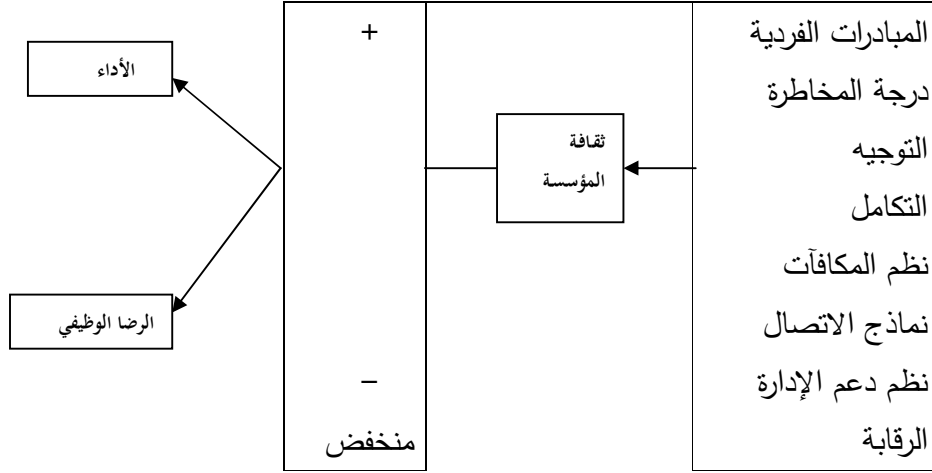 المبادرات الفردية
درجة المخاطرة
التوجيه
التكامل
نظم المكافآت
نماذج الاتصال
نظم دعم الإدارة
الرقابة
ثقافة
المؤسسة
+
−
منخفض
الأداء
الرضا الوظيفي